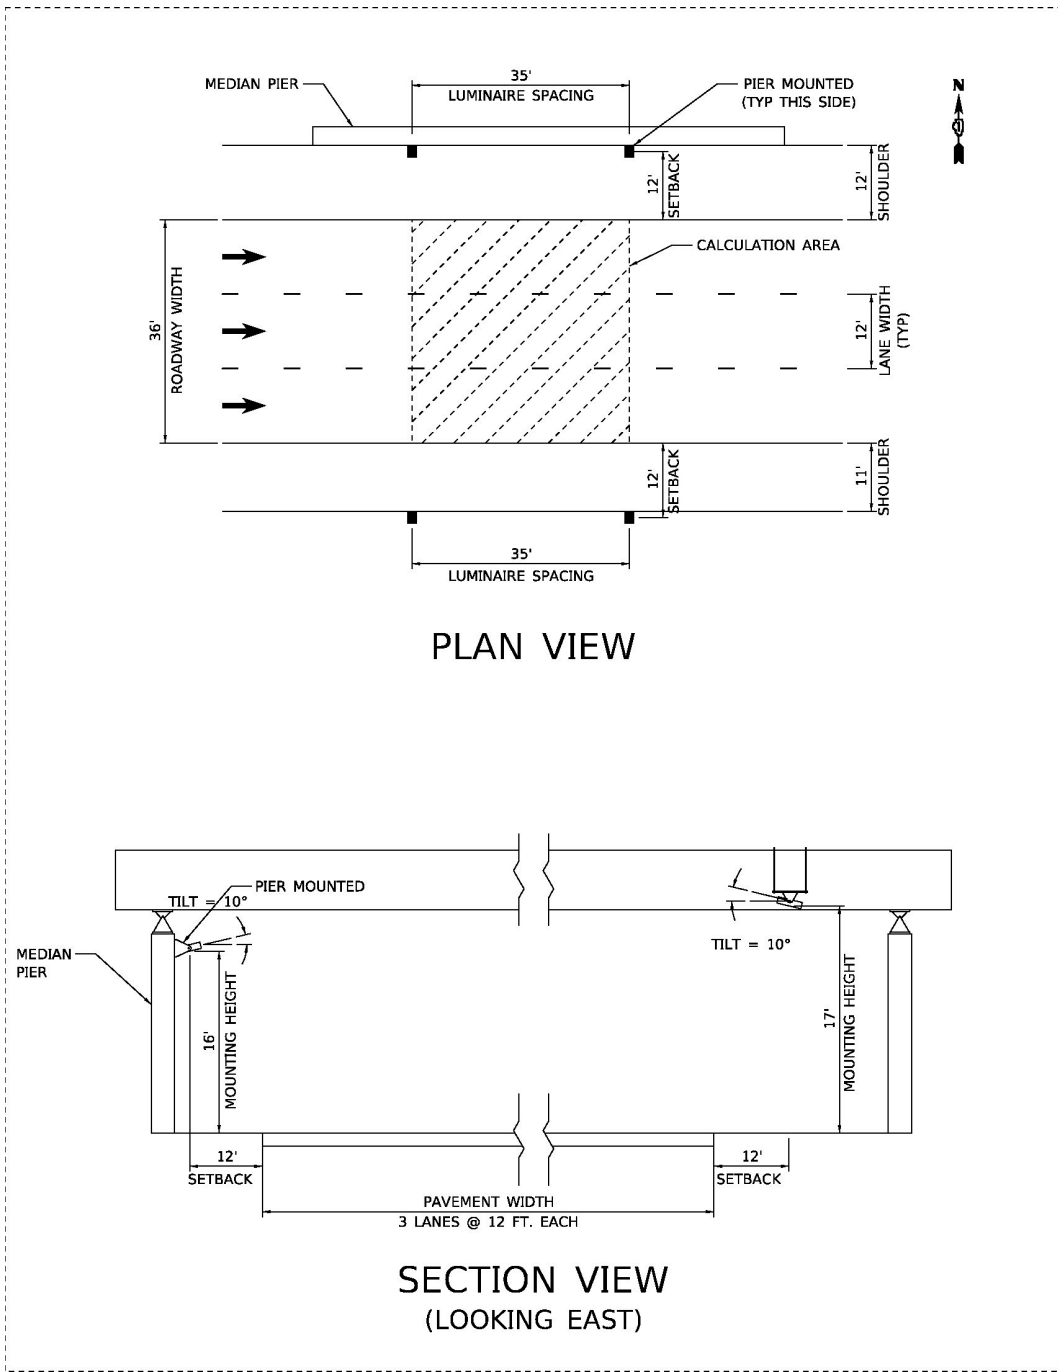 35'
LUMINAIRE SPACING
MEDIAN PIER
PIER MOUNTED
(TYP THIS SIDE)
N
12'
SETBACK
12'
SHOULDER
CALCULATION AREA
36'
ROADWAY WIDTH
12'
LANE WIDTH
(TYP)
12'
SETBACK
11'
SHOULDER
35'
LUMINAIRE SPACING
PLAN VIEW
PIER MOUNTED
TILT = 10°
MEDIAN
PIER
16'
MOUNTING HEIGHT
TILT = 10°
17'
MOUNTING HEIGHT
12'
SETBACK
12'
SETBACK
PAVEMENT WIDTH
3 LANES @ 12 FT. EACH
SECTION VIEW
(LOOKING EAST)